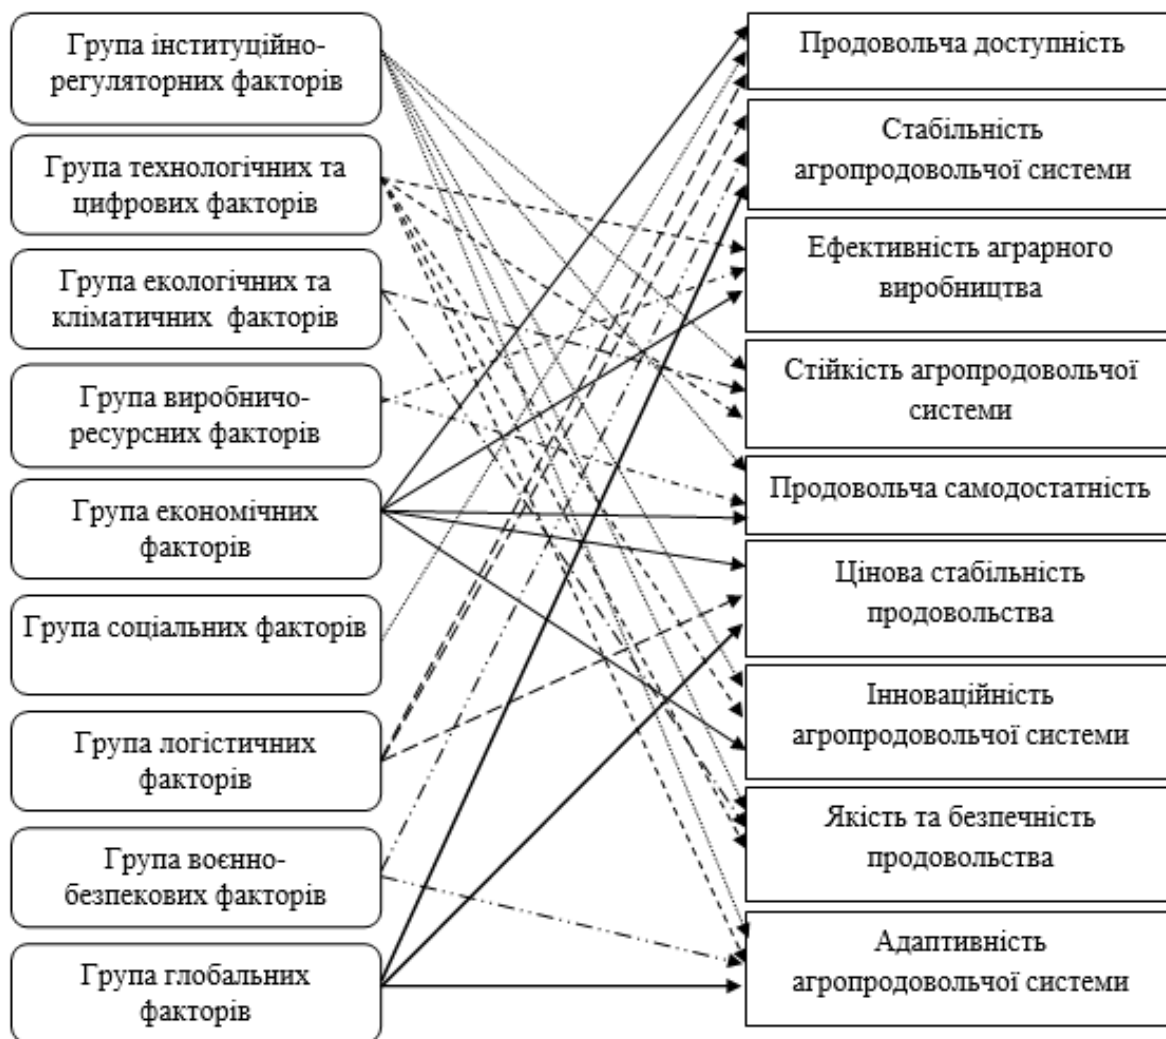 Група інституційно-
регуляторних факторів
Група технологічних та
цифрових факторів
Група екологічних та
кліматичних факторів
Група виробничо-
ресурсних факторів
Група економічних
факторів
Група соціальних факторів
Група логістичних
факторів
Група воєнно-
безпекових факторів
Група глобальних
факторів
Продовольча доступність
Стабільність
агропродовольчої системи
Ефективність аграрного
виробництва
Стійкість агропродовольчої
системи
Продовольча самодостатність
Цінова стабільність
продовольства
Інноваційність
агропродовольчої системи
Якість та безпечність
продовольства
Адаптивність
агропродовольчої системи